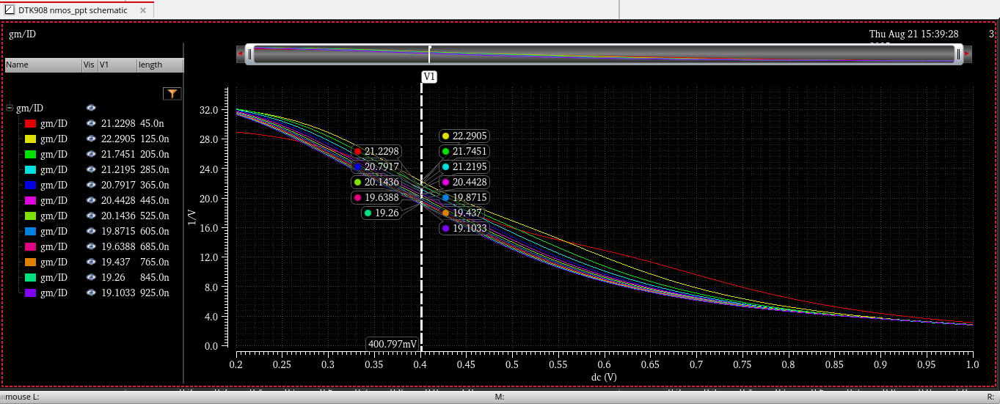 DTK908 nmos_ppt schematic ×
gm/ID
Thu Aug 21 15:39:28
3
Name Vis V1 length
gm/ID
gm/ID 21.2298 45.0n
gm/ID 22.2905 125.0n
gm/ID 21.7451 205.0n
gm/ID 21.2195 285.0n
gm/ID 20.7917 365.0n
gm/ID 20.4428 445.0n
gm/ID 20.1436 525.0n
gm/ID 19.8715 605.0n
gm/ID 19.6388 685.0n
gm/ID 19.437 765.0n
gm/ID 19.26 845.0n
gm/ID 19.1033 925.0n
V1
32.0
28.0
24.0
20.0
16.0
12.0
8.0
4.0
0.0
1/V
22.2905
21.2298 21.7451
20.7917 21.2195
20.1436 20.4428
19.6388 19.8715
19.26 19.437
19.1033
400.797mV
0.2 0.25 0.3 0.35 0.4 0.45 0.5 0.55 0.6 0.65 0.7 0.75 0.8 0.85 0.9 0.95 1.0
dc (V)
mouse L: M: R: